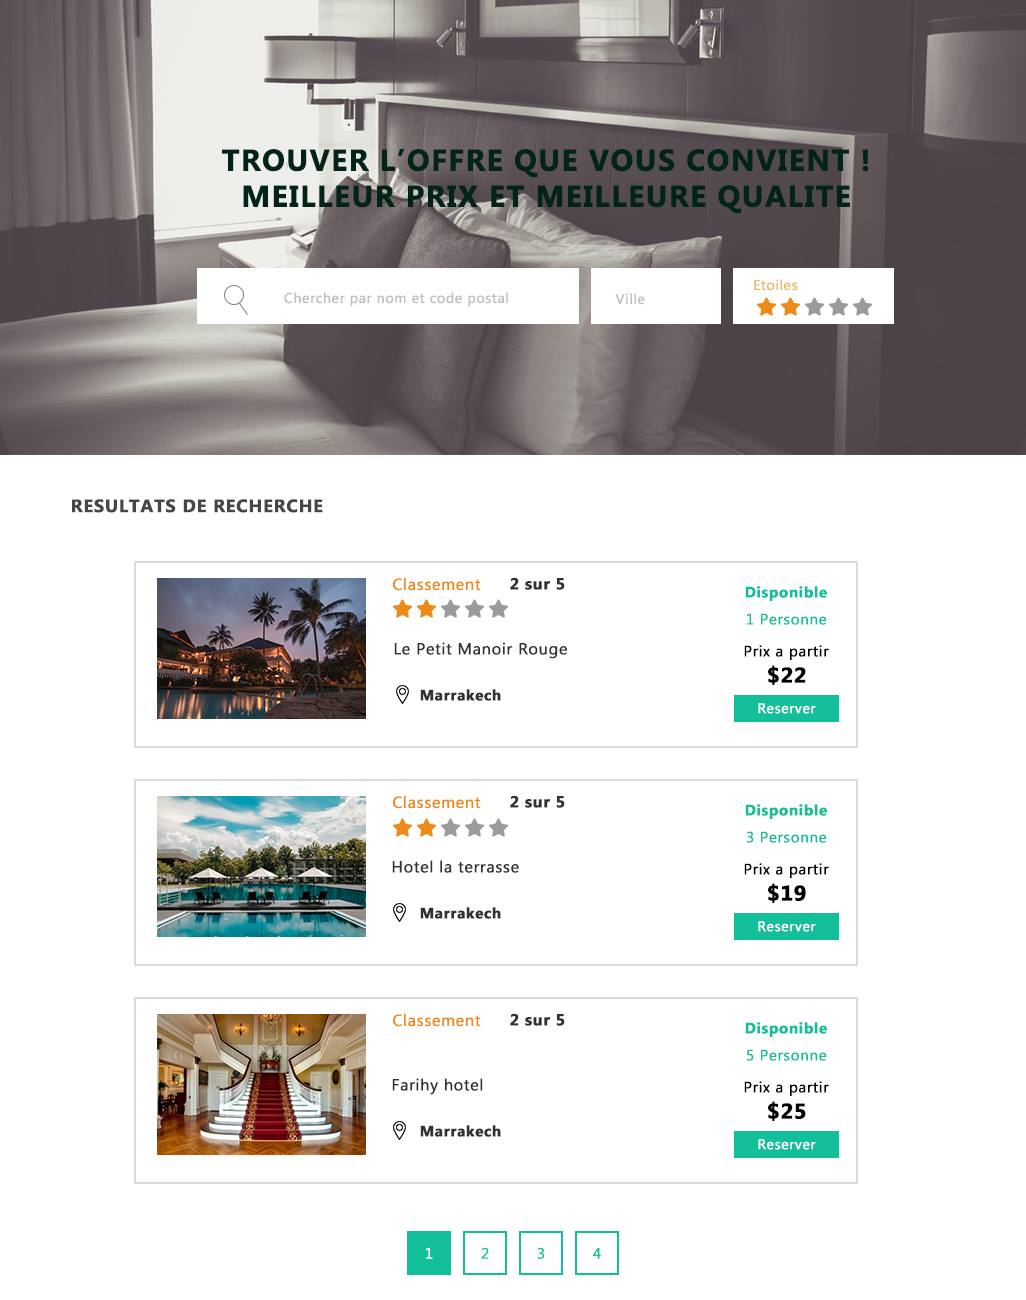 TROUVER L’OFFRE QUE VOUS CONVIENT !
MEILLEUR PRIX ET MEILLEURE QUALITE
Chercher par nom et code postal
Ville
Etoiles
RESULTATS DE RECHERCHE
Classement 2 sur 5
Le Petit Manoir Rouge
Marrakech
Disponible
1 Personne
Prix a partir
$22
Reserver
Classement 2 sur 5
Hotel la terrasse
Marrakech
Disponible
3 Personne
Prix a partir
$19
Reserver
Classement 2 sur 5
Farihy hotel
Marrakech
Disponible
5 Personne
Prix a partir
$25
Reserver
1 2 3 4